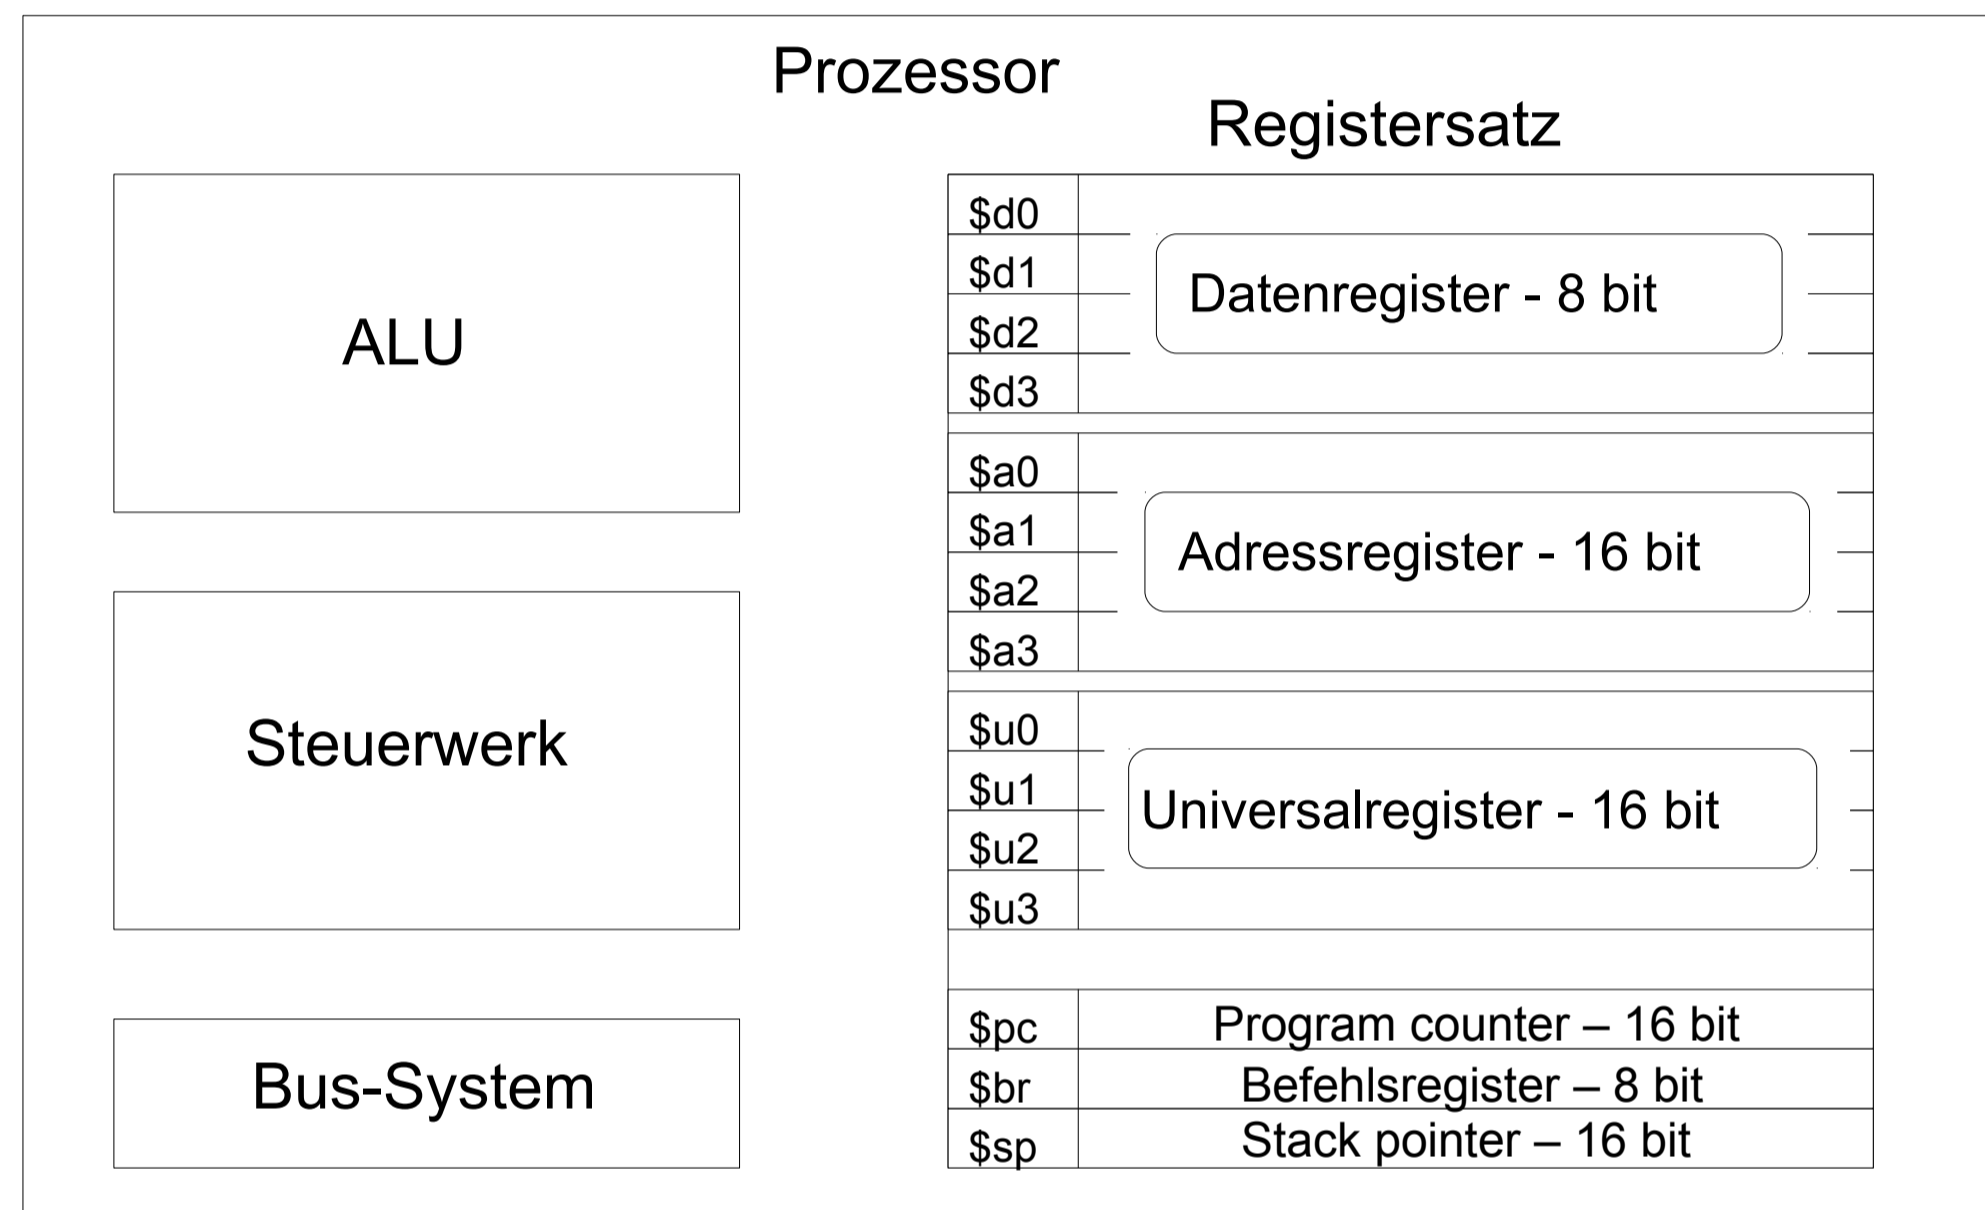 Prozessor
Registersatz
ALU
Steuerwerk
Bus-System
$d0
$d1
$d2
$d3
Datenregister - 8 bit
$a0
$a1
$a2
$a3
Adressregister - 16 bit
$u0
$u1
$u2
$u3
Universalregister - 16 bit
$pc Program counter – 16 bit
$br Befehlsregister – 8 bit
$sp Stack pointer – 16 bit